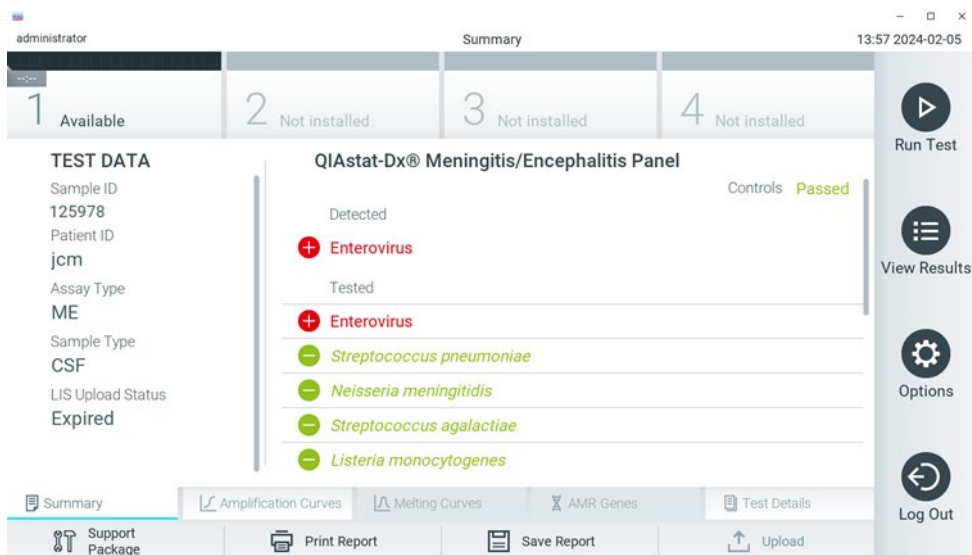 administrator
Summary
13:57 2024-02-05
--:--
1 Available
2 Not installed
3 Not installed
4 Not installed
Run Test
View Results
Options
Log Out
TEST DATA
Sample ID
125978
Patient ID
jcm
Assay Type
ME
Sample Type
CSF
LIS Upload Status
Expired
QIAstat-Dx® Meningitis/Encephalitis Panel
Controls Passed
Detected
Enterovirus
Tested
Enterovirus
Streptococcus pneumoniae
Neisseria meningitidis
Streptococcus agalactiae
Listeria monocytogenes
Summary
Amplification Curves
Melting Curves
AMR Genes
Test Details
Support
Package
Print Report
Save Report
Upload